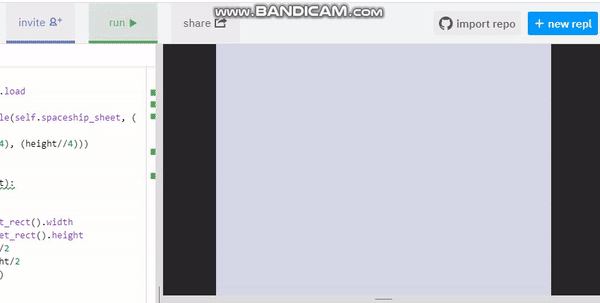 www.BANDICAM.com
invite
run
share
import repo
+ new repl
.load
le(self.spaceship_sheet, (
4), (height//4)))
t):
t_rect().width
et_rect().height
/2
ht/2
)